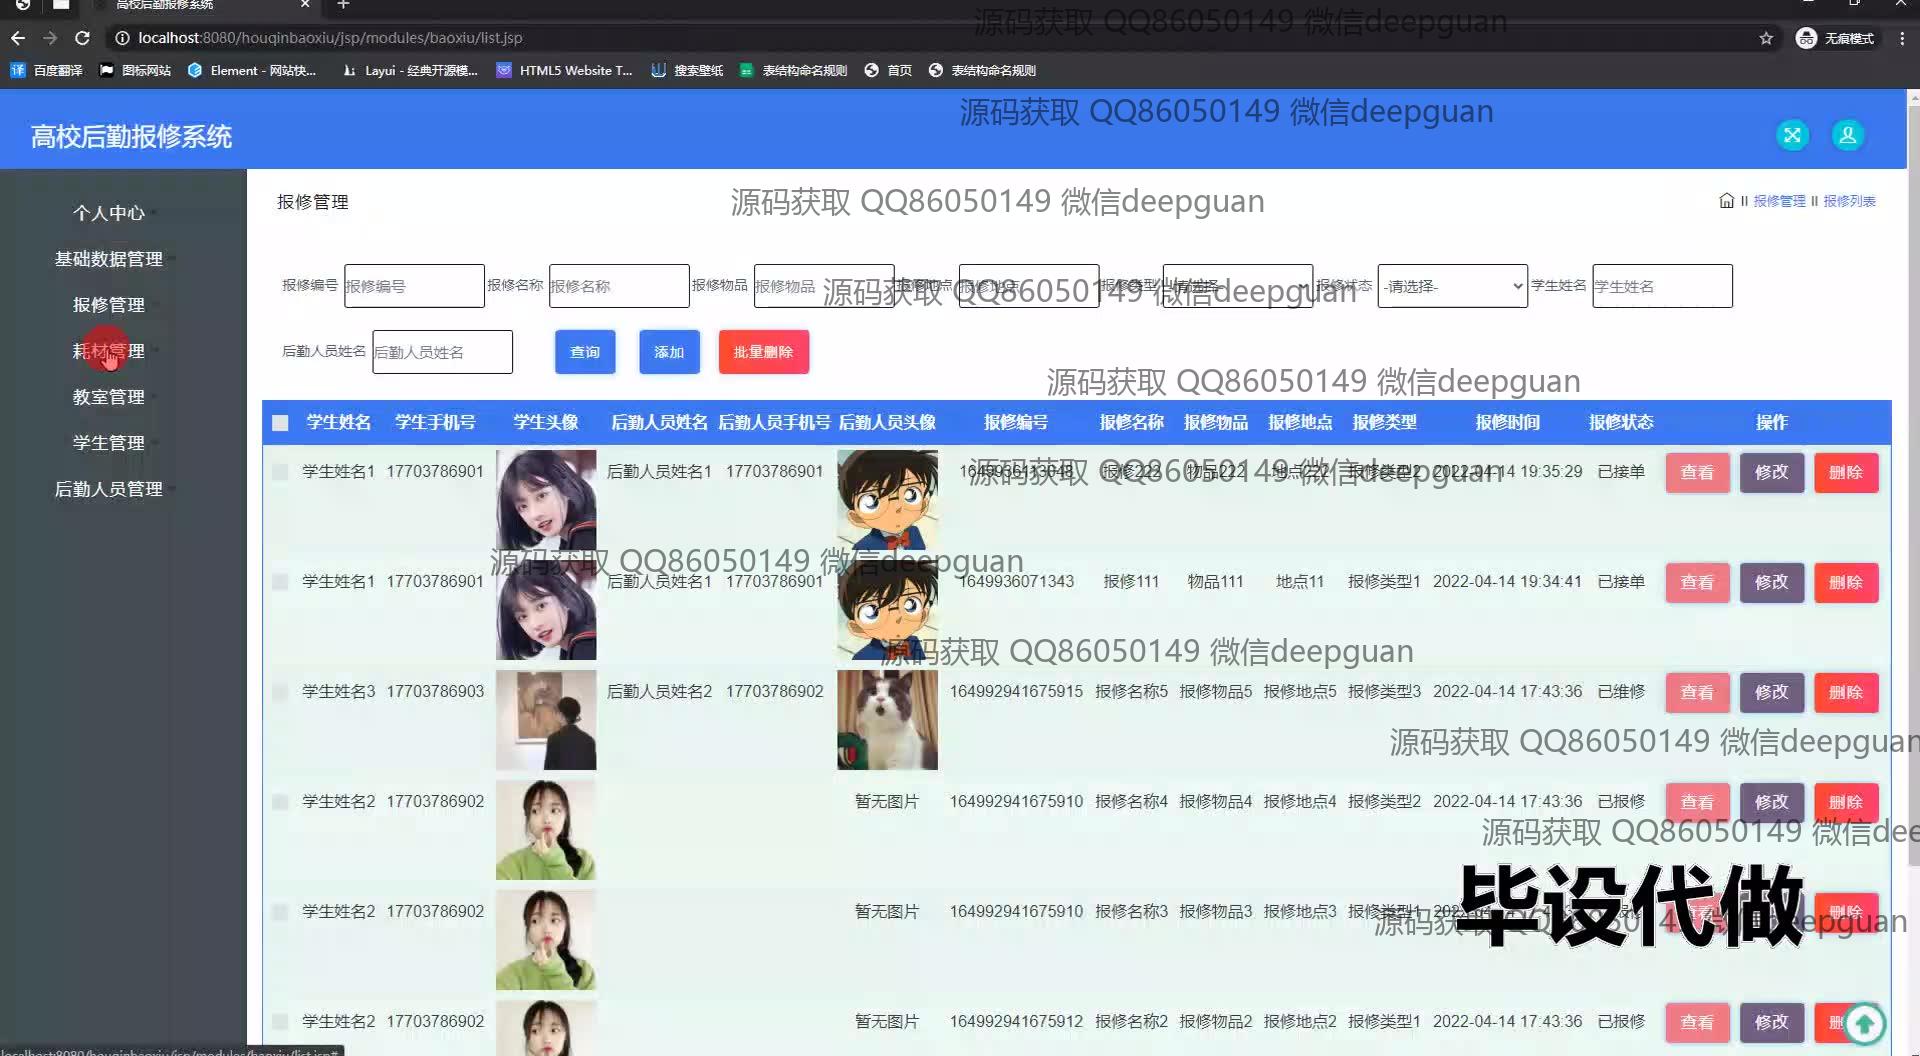 高校后勤报修系统
localhost:8080/houqinbaoxiu/jsp/modules/baoxiu/list.jsp
无痕模式
百度翻译 图标网站 Element - 网站快... Layui - 经典开源模... HTML5 Website T... 搜索壁纸 表结构命名规则 首页 表结构命名规则
源码获取 QQ86050149 微信deepguan
源码获取 QQ86050149 微信deepguan
高校后勤报修系统
个人中心
基础数据管理
报修管理
耗材管理
教室管理
学生管理
后勤人员管理
报修管理
源码获取 QQ86050149 微信deepguan
报修管理 报修列表
报修编号 报修编号 报修名称 报修名称 报修物品 报修物品 报修地点 报修地点 报修类型 -请选择- 报修状态 -请选择- 学生姓名 学生姓名
源码获取 QQ86050149 微信deepguan
后勤人员姓名 后勤人员姓名 查询 添加 批量删除
源码获取 QQ86050149 微信deepguan
学生姓名 学生手机号 学生头像 后勤人员姓名 后勤人员手机号 后勤人员头像 报修编号 报修名称 报修物品 报修地点 报修类型 报修时间 报修状态 操作
学生姓名1 17703786901 后勤人员姓名1 17703786901 1649936113048 报修222 物品222 地点222 报修类型2 2022-04-14 19:35:29 已接单 查看 修改 删除
源码获取 QQ86050149 微信deepguan
源码获取 QQ86050149 微信deepguan
学生姓名1 17703786901 后勤人员姓名1 17703786901 1649936071343 报修111 物品111 地点11 报修类型1 2022-04-14 19:34:41 已接单 查看 修改 删除
源码获取 QQ86050149 微信deepguan
学生姓名3 17703786903 后勤人员姓名2 17703786902 164992941675915 报修名称5 报修物品5 报修地点5 报修类型3 2022-04-14 17:43:36 已维修 查看 修改 删除
源码获取 QQ86050149 微信deepguan
学生姓名2 17703786902 暂无图片 164992941675910 报修名称4 报修物品4 报修地点4 报修类型2 2022-04-14 17:43:36 已报修 查看 修改 删除
源码获取 QQ86050149 微信dee
毕设代做
学生姓名2 17703786902 暂无图片 164992941675910 报修名称3 报修物品3 报修地点3 报修类型1 删除
学生姓名2 17703786902 暂无图片 164992941675912 报修名称2 报修物品2 报修地点2 报修类型1 2022-04-14 17:43:36 已报修 查看 修改